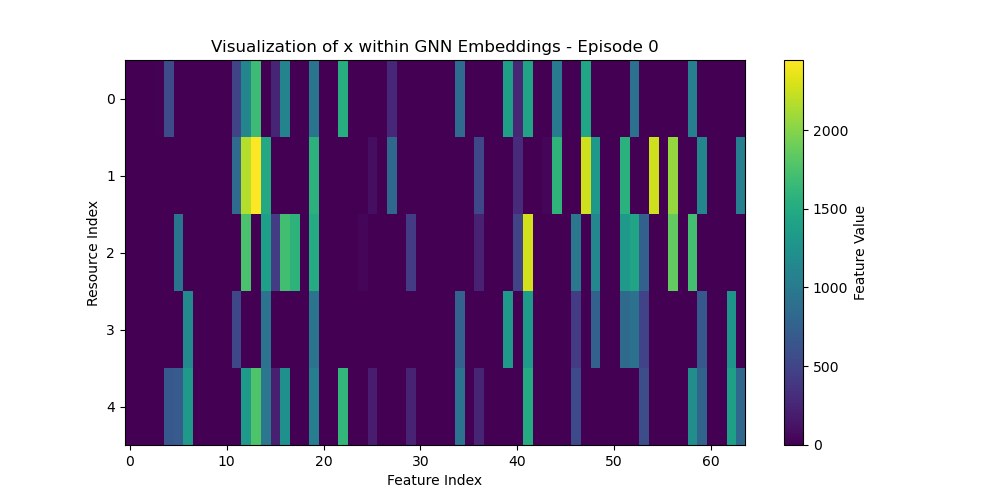 Visualization of x within GNN Embeddings - Episode 0
Resource Index
0
1
2
3
4
0 10 20 30 40 50 60
Feature Index
2000
1500
1000
500
0
Feature Value